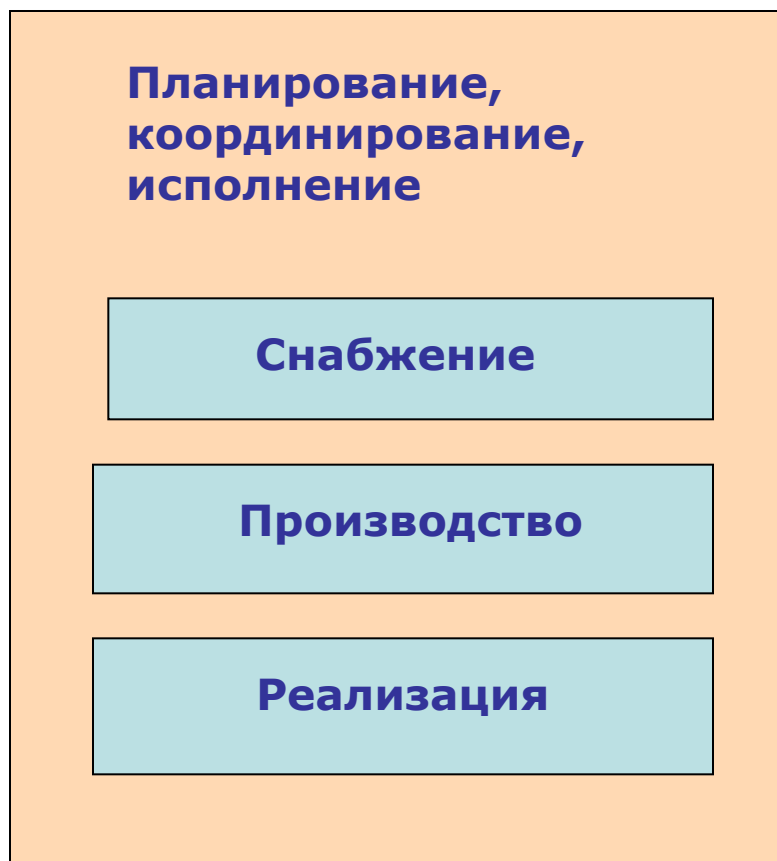 Планирование,
координирование,
исполнение
Снабжение
Производство
Реализация